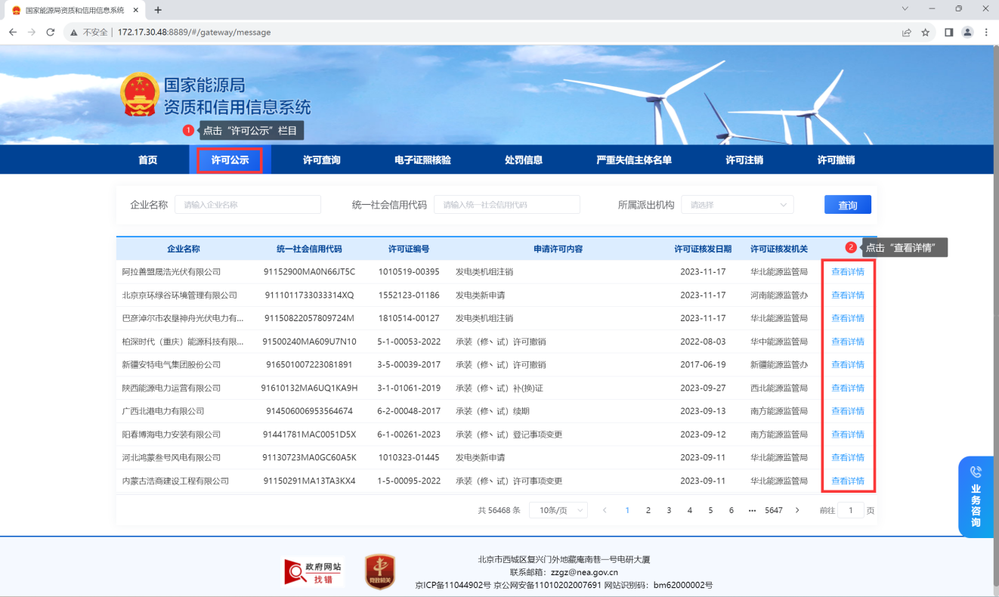 国家能源局资质和信用信息系统
不安全 | 172.17.30.48:8889/#/gateway/message
国家能源局
资质和信用信息系统
1 点击“许可公示”栏目
首页 许可公示 许可查询 电子证照核验 处罚信息 严重失信主体名单 许可注销 许可撤销
企业名称 请输入企业名称 统一社会信用代码 请输入统一社会信用代码 所属派出机构 请选择 查询
企业名称 统一社会信用代码 许可证编号 申请许可内容 许可证核发日期 许可证核发机关 2 点击“查看详情”
阿拉善盟晟浩光伏有限公司 91152900MA0N66JT5C 1010519-00395 发电类机组注销 2023-11-17 华北能源监管局 查看详情
北京京环绿谷环境管理有限公司 9111011733033314XQ 1552123-01186 发电类新申请 2023-11-17 河南能源监管办 查看详情
巴彦淖尔市农垦神舟光伏电力有... 91150822057809724M 1810514-00127 发电类机组注销 2023-11-17 华北能源监管局 查看详情
柏深时代（重庆）能源科技有限... 91500240MA609U7N10 5-1-00053-2022 承装（修、试）许可撤销 2022-08-03 华中能源监管局 查看详情
新疆安特电气集团股份公司 916501007223081891 3-5-00039-2017 承装（修、试）许可撤销 2017-06-19 新疆能源监管办 查看详情
陕西能源电力运营有限公司 91610132MA6UQ1KA9H 3-1-01061-2019 承装（修、试）补(换)证 2023-09-27 西北能源监管局 查看详情
广西北港电力有限公司 914506006953564674 6-2-00048-2017 承装（修、试）续期 2023-09-13 南方能源监管局 查看详情
阳春博海电力安装有限公司 91441781MAC0051D5X 6-1-00261-2023 承装（修、试）登记事项变更 2023-09-12 南方能源监管局 查看详情
河北鸿蒙叁号风电有限公司 91130723MA0GC60A5K 1010323-01445 发电类新申请 2023-09-11 华北能源监管局 查看详情
内蒙古浩商建设工程有限公司 91150291MA13TA3KX4 1-5-00095-2022 承装（修、试）许可事项变更 2023-09-11 华北能源监管局 查看详情
共 56468 条 10条/页 1 2 3 4 5 6 ••• 5647 前往 1 页
业务咨询
政府网站
找错
党政机关
北京市西城区复兴门外地藏庵南巷一号电研大厦
联系邮箱：zzgz@nea.gov.cn
京ICP备11044902号 京公网安备11010202007691 网站识别码：bm62000002号